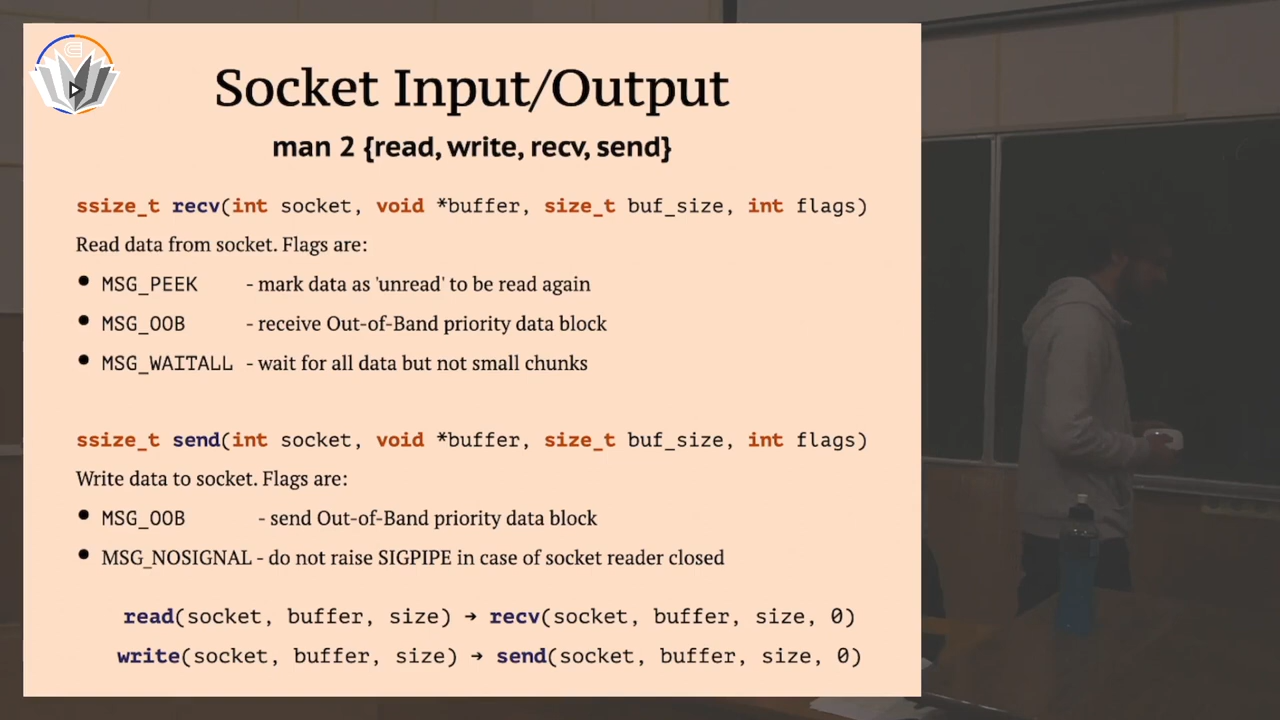 Socket Input/Output
man 2 {read, write, recv, send}
ssize_t recv(int socket, void *buffer, size_t buf_size, int flags)
Read data from socket. Flags are:
• MSG_PEEK - mark data as 'unread' to be read again
• MSG_OOB - receive Out-of-Band priority data block
• MSG_WAITALL - wait for all data but not small chunks
ssize_t send(int socket, void *buffer, size_t buf_size, int flags)
Write data to socket. Flags are:
• MSG_OOB - send Out-of-Band priority data block
• MSG_NOSIGNAL - do not raise SIGPIPE in case of socket reader closed
read(socket, buffer, size) → recv(socket, buffer, size, 0)
write(socket, buffer, size) → send(socket, buffer, size, 0)